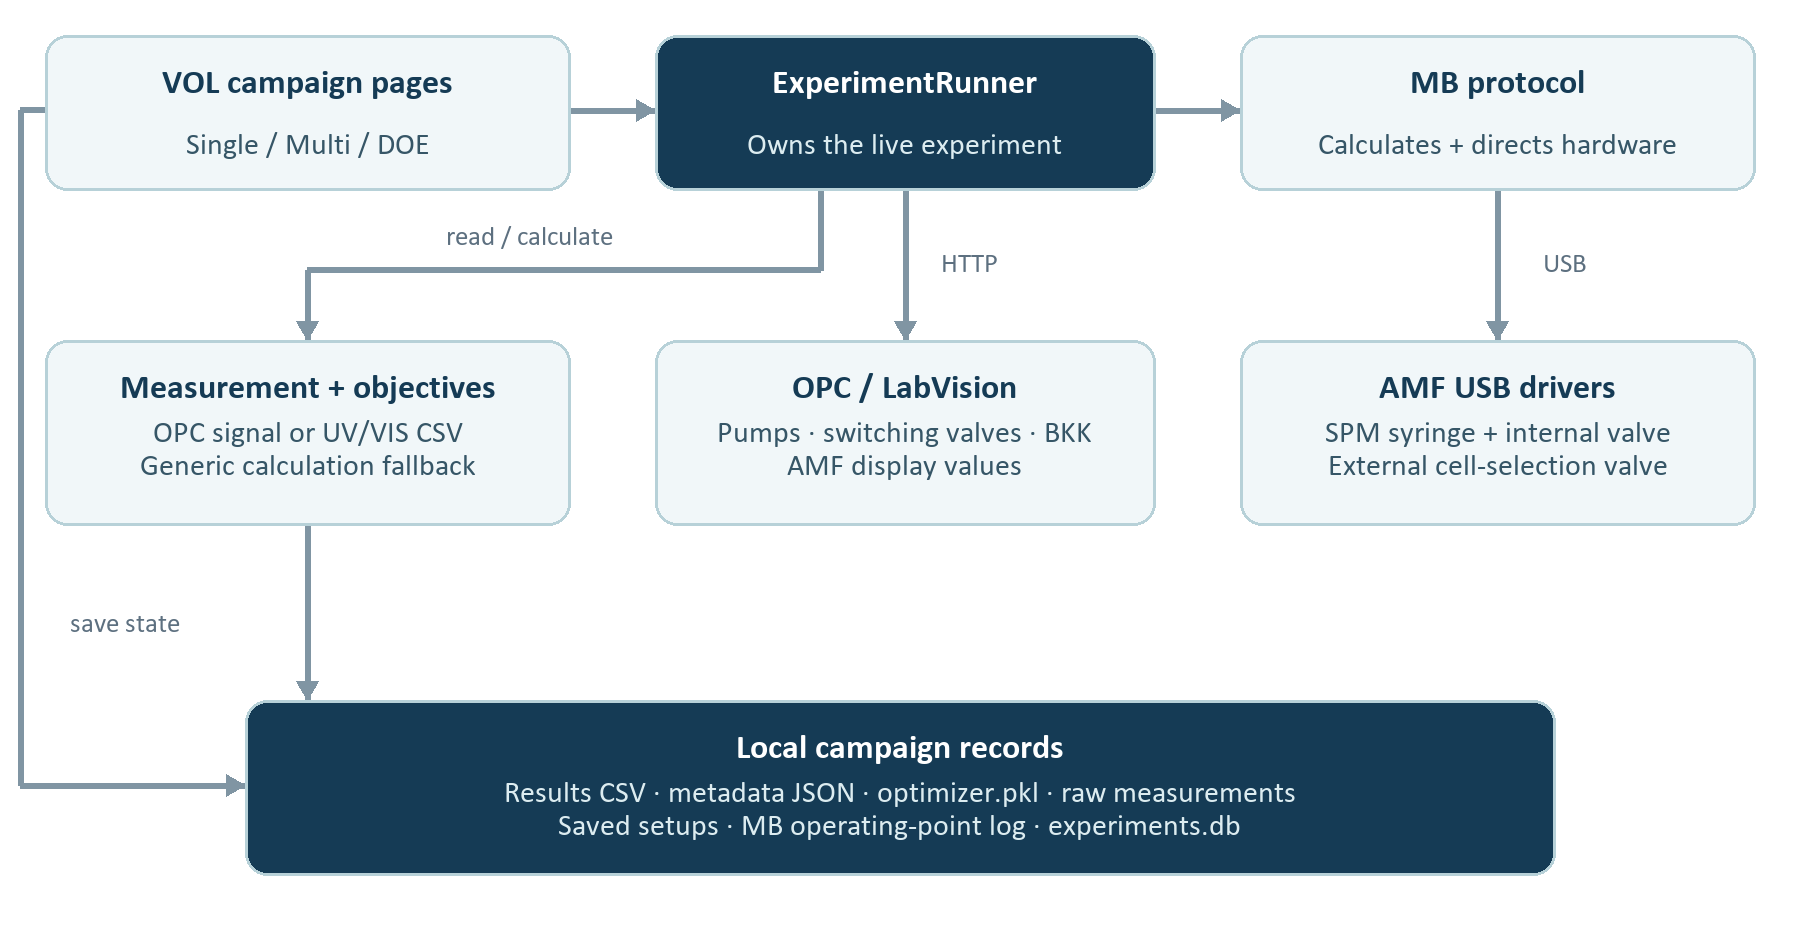 VOL campaign pages
Single / Multi / DOE
ExperimentRunner
Owns the live experiment
MB protocol
Calculates + directs hardware
read / calculate
HTTP
USB
Measurement + objectives
OPC signal or UV/VIS CSV
Generic calculation fallback
OPC / LabVision
Pumps · switching valves · BKK
AMF display values
AMF USB drivers
SPM syringe + internal valve
External cell-selection valve
save state
Local campaign records
Results CSV · metadata JSON · optimizer.pkl · raw measurements
Saved setups · MB operating-point log · experiments.db